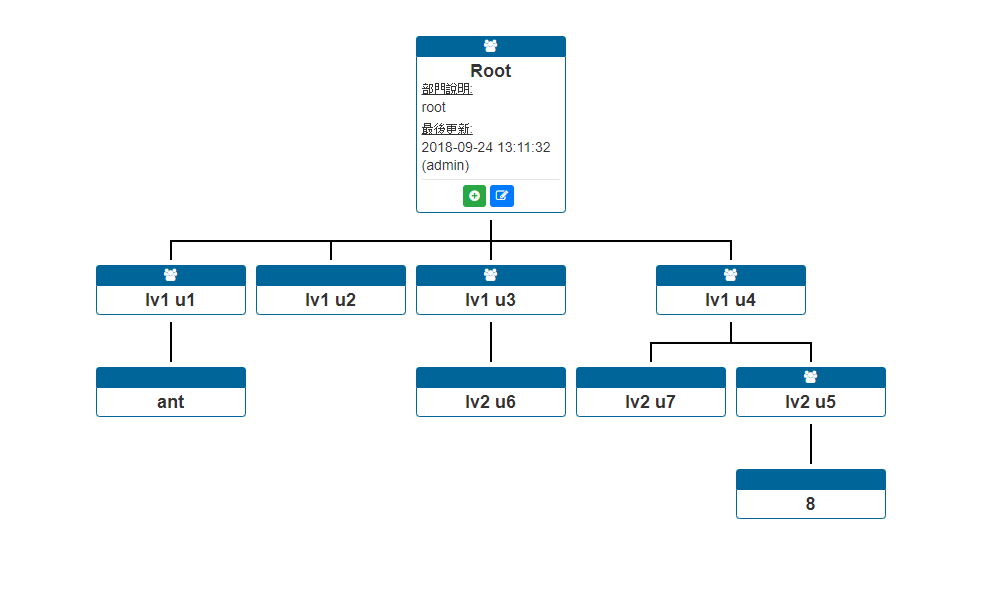 Root
部門說明:
root
最後更新:
2018-09-24 13:11:32
(admin)
lv1 u1
lv1 u2
lv1 u3
lv1 u4
ant
lv2 u6
lv2 u7
lv2 u5
8